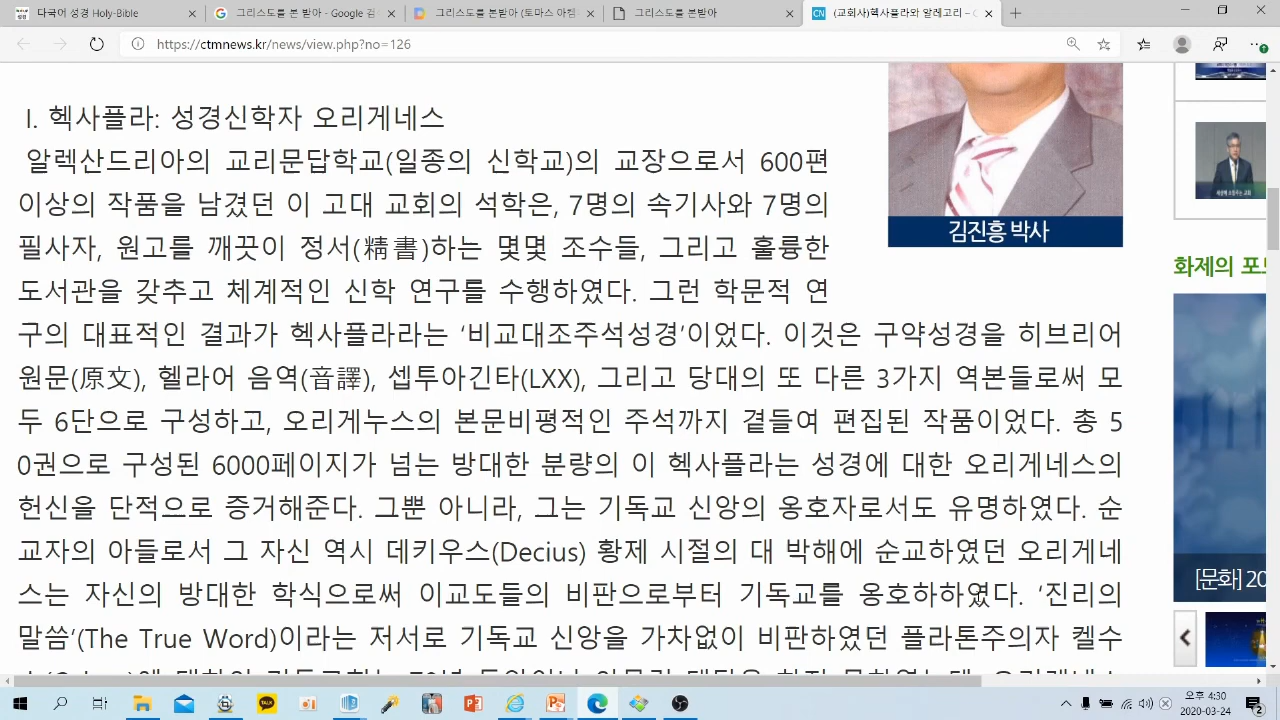 다국어 성경 Holy-Bible
그리스도를 본 받아 - Google 검
그리스도를 본받아 (토마스 아켐
그리스도를 본받아
(교회사)헥사플라와 알레고리 –
https://ctmnews.kr/news/view.php?no=126
I. 헥사플라: 성경신학자 오리게네스
알렉산드리아의 교리문답학교(일종의 신학교)의 교장으로서 600편
이상의 작품을 남겼던 이 고대 교회의 석학은, 7명의 속기사와 7명의
필사자, 원고를 깨끗이 정서(精書)하는 몇몇 조수들, 그리고 훌륭한
도서관을 갖추고 체계적인 신학 연구를 수행하였다. 그런 학문적 연
구의 대표적인 결과가 헥사플라라는 ‘비교대조주석성경’이었다. 이것은 구약성경을 히브리어
원문(原文), 헬라어 음역(音譯), 셉투아긴타(LXX), 그리고 당대의 또 다른 3가지 역본들로써 모
두 6단으로 구성하고, 오리게누스의 본문비평적인 주석까지 곁들여 편집된 작품이었다. 총 5
0권으로 구성된 6000페이지가 넘는 방대한 분량의 이 헥사플라는 성경에 대한 오리게네스의
헌신을 단적으로 증거해준다. 그뿐 아니라, 그는 기독교 신앙의 옹호자로서도 유명하였다. 순
교자의 아들로서 그 자신 역시 데키우스(Decius) 황제 시절의 대 박해에 순교하였던 오리게네
스는 자신의 방대한 학식으로써 이교도들의 비판으로부터 기독교를 옹호하하였다. ‘진리의
말씀’(The True Word)이라는 저서로 기독교 신앙을 가차없이 비판하였던 플라톤주의자 켈수
김진흥 박사
화제의 포
[문화] 20
오후 4:30
2020-03-24